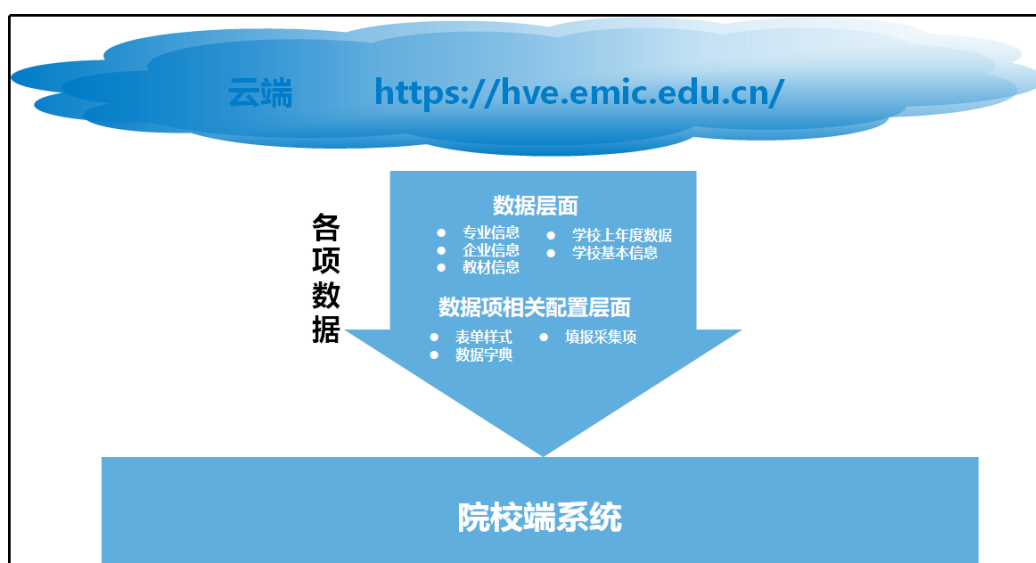 云端 https://hve.emic.edu.cn/
各项数据
数据层面
● 专业信息 ● 学校上年度数据
● 企业信息 ● 学校基本信息
● 教材信息
数据项相关配置层面
● 表单样式 ● 填报采集项
● 数据字典
院校端系统